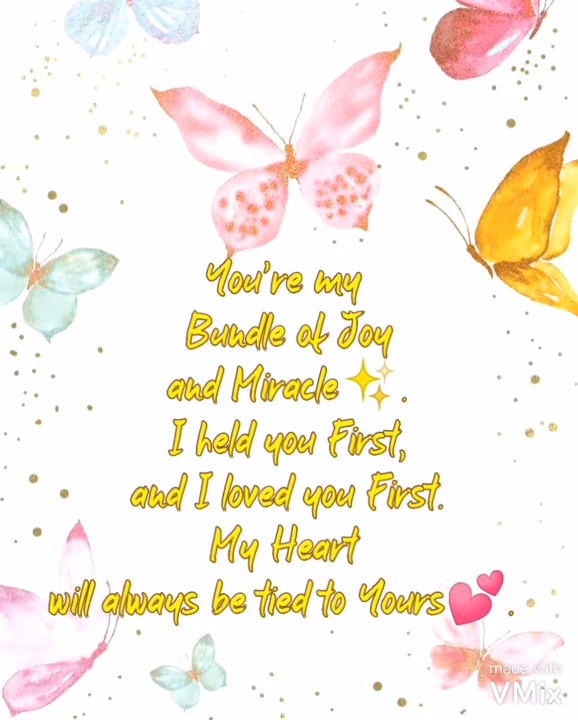 You're my
Bundle of Joy
and Miracle ✨.
I held you First,
and I loved you First.
My Heart
will always be tied to Yours💕.
made with
VMix